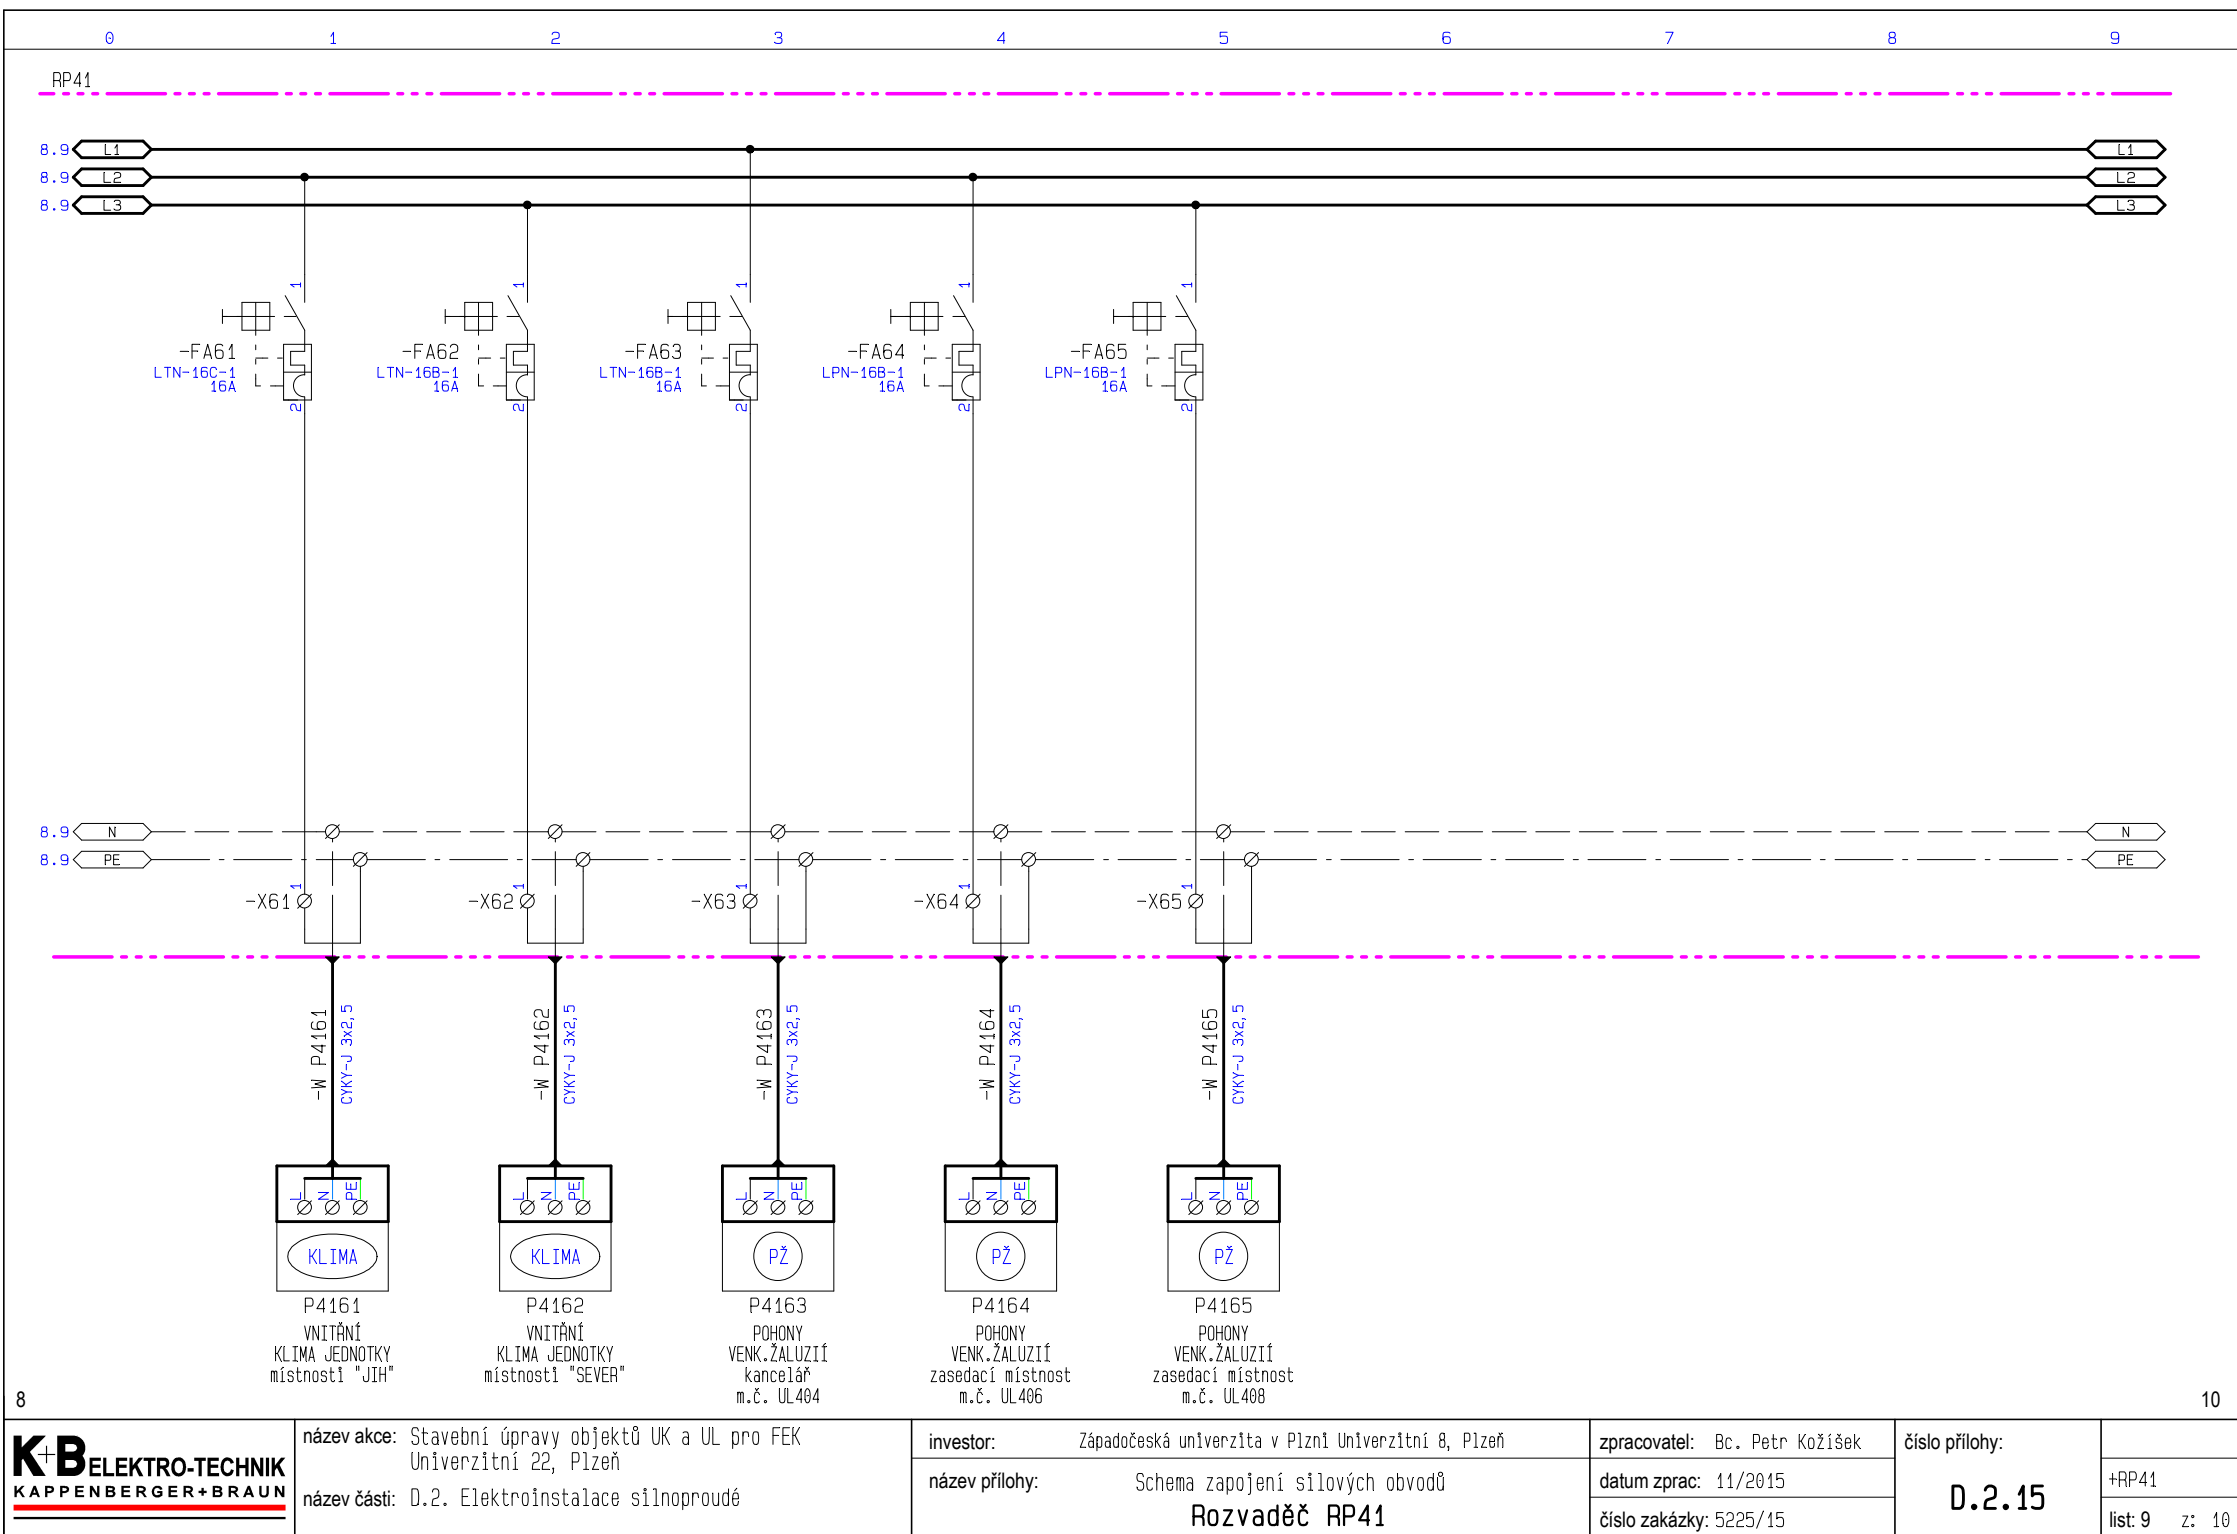 0 1 2 3 4 5 6 7 8 9
RP41
8.9 L1 L1
8.9 L2 L2
8.9 L3 L3
1 1 1 1 1
-FA61 -FA62 -FA63 -FA64 -FA65
LTN-16C-1 LTN-16B-1 LTN-16B-1 LPN-16B-1 LPN-16B-1
16A 16A 16A 16A 16A
2 2 2 2 2
8.9 N N
8.9 PE PE
1 1 1 1 1
-X61 -X62 -X63 -X64 -X65
-W P4161 CYKY-J 3x2,5
-W P4162 CYKY-J 3x2,5
-W P4163 CYKY-J 3x2,5
-W P4164 CYKY-J 3x2,5
-W P4165 CYKY-J 3x2,5
L N PE L N PE L N PE L N PE L N PE
KLIMA KLIMA PŽ PŽ PŽ
P4161
VNITŘNÍ
KLIMA JEDNOTKY
místnosti "JIH"
P4162
VNITŘNÍ
KLIMA JEDNOTKY
místnosti "SEVER"
P4163
POHONY
VENK.ŽALUZIÍ
kancelář
m.č. UL404
P4164
POHONY
VENK.ŽALUZIÍ
zasedací místnost
m.č. UL406
P4165
POHONY
VENK.ŽALUZIÍ
zasedací místnost
m.č. UL408
8 10
K+B ELEKTRO-TECHNIK
KAPPENBERGER+BRAUN
název akce: Stavební úpravy objektů UK a UL pro FEK
Univerzitní 22, Plzeň
název části: D.2. Elektroinstalace silnoproudé
investor: Západočeská univerzita v Plzni Univerzitní 8, Plzeň
název přílohy: Schema zapojení silových obvodů
Rozvaděč RP41
zpracovatel: Bc. Petr Kožíšek
datum zprac: 11/2015
číslo zakázky: 5225/15
číslo přílohy:
D.2.15
+RP41
list: 9 z: 10